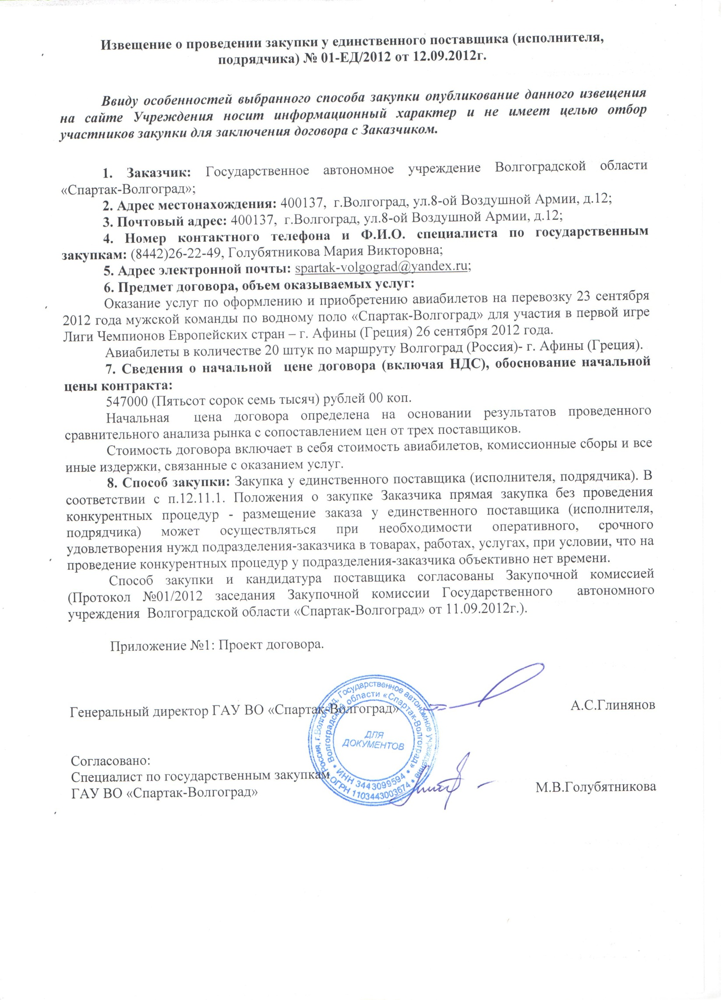 Извещение о проведении закупки у единственного поставщика (исполнителя,
подрядчика) № 01-ЕД/2012 от 12.09.2012г.
Ввиду особенностей выбранного способа закупки опубликование данного извещения
на сайте Учреждения носит информационный характер и не имеет целью отбор
участников закупки для заключения договора с Заказчиком.
1. Заказчик: Государственное автономное учреждение Волгоградской области
«Спартак-Волгоград»;
2. Адрес местонахождения: 400137, г.Волгоград, ул.8-ой Воздушной Армии, д.12;
3. Почтовый адрес: 400137, г.Волгоград, ул.8-ой Воздушной Армии, д.12;
4. Номер контактного телефона и Ф.И.О. специалиста по государственным
закупкам: (8442)26-22-49, Голубятникова Мария Викторовна;
5. Адрес электронной почты: spartak-volgograd@yandex.ru;
6. Предмет договора, объем оказываемых услуг:
Оказание услуг по оформлению и приобретению авиабилетов на перевозку 23 сентября
2012 года мужской команды по водному поло «Спартак-Волгоград» для участия в первой игре
Лиги Чемпионов Европейских стран – г. Афины (Греция) 26 сентября 2012 года.
Авиабилеты в количестве 20 штук по маршруту Волгоград (Россия)- г. Афины (Греция).
7. Сведения о начальной цене договора (включая НДС), обоснование начальной
цены контракта:
547000 (Пятьсот сорок семь тысяч) рублей 00 коп.
Начальная цена договора определена на основании результатов проведенного
сравнительного анализа рынка с сопоставлением цен от трех поставщиков.
Стоимость договора включает в себя стоимость авиабилетов, комиссионные сборы и все
иные издержки, связанные с оказанием услуг.
8. Способ закупки: Закупка у единственного поставщика (исполнителя, подрядчика). В
соответствии с п.12.11.1. Положения о закупке Заказчика прямая закупка без проведения
конкурентных процедур - размещение заказа у единственного поставщика (исполнителя,
подрядчика) может осуществляться при необходимости оперативного, срочного
удовлетворения нужд подразделения-заказчика в товарах, работах, услугах, при условии, что на
проведение конкурентных процедур у подразделения-заказчика объективно нет времени.
Способ закупки и кандидатура поставщика согласованы Закупочной комиссией
(Протокол №01/2012 заседания Закупочной комиссии Государственного автономного
учреждения Волгоградской области «Спартак-Волгоград» от 11.09.2012г.).
Приложение №1: Проект договора.
Генеральный директор ГАУ ВО «Спартак-Волгоград» А.С.Глинянов
Россия, г.Волгоград, Государственное автономное учреждение * ОГРН 1103443003674 *
Волгоградской области «Спартак-Волгоград» * ИНН 3443099594 *
ДЛЯ
ДОКУМЕНТОВ
Согласовано:
Специалист по государственным закупкам
ГАУ ВО «Спартак-Волгоград» М.В.Голубятникова